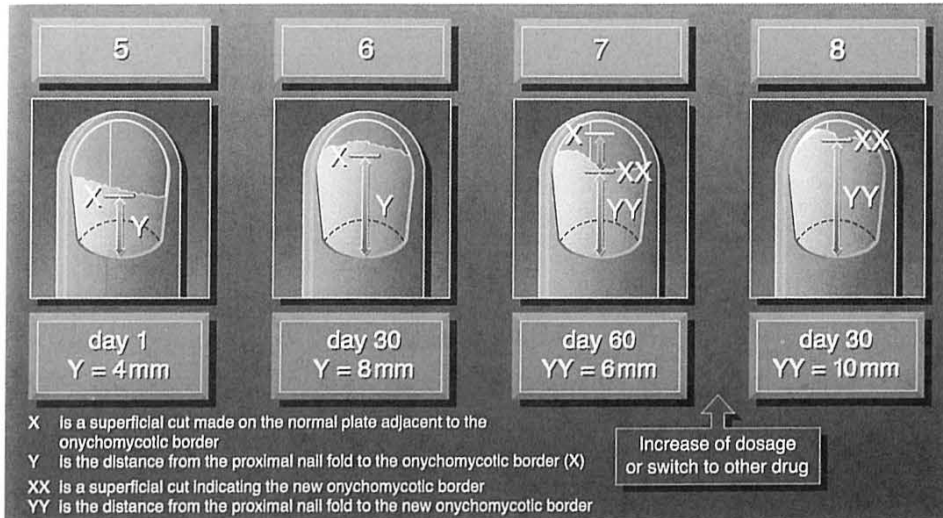 5
6
7
8
X
Y
X
Y
X
XX
YY
XX
YY
day 1
Y = 4mm
day 30
Y = 8mm
day 60
YY = 6mm
day 30
YY = 10mm
X Is a superficial cut made on the normal plate adjacent to the
onychomycotic border
Y Is the distance from the proximal nail fold to the onychomycotic border (X)
XX Is a superficial cut indicating the new onychomycotic border
YY Is the distance from the proximal nail fold to the new onychomycotic border
Increase of dosage
or switch to other drug